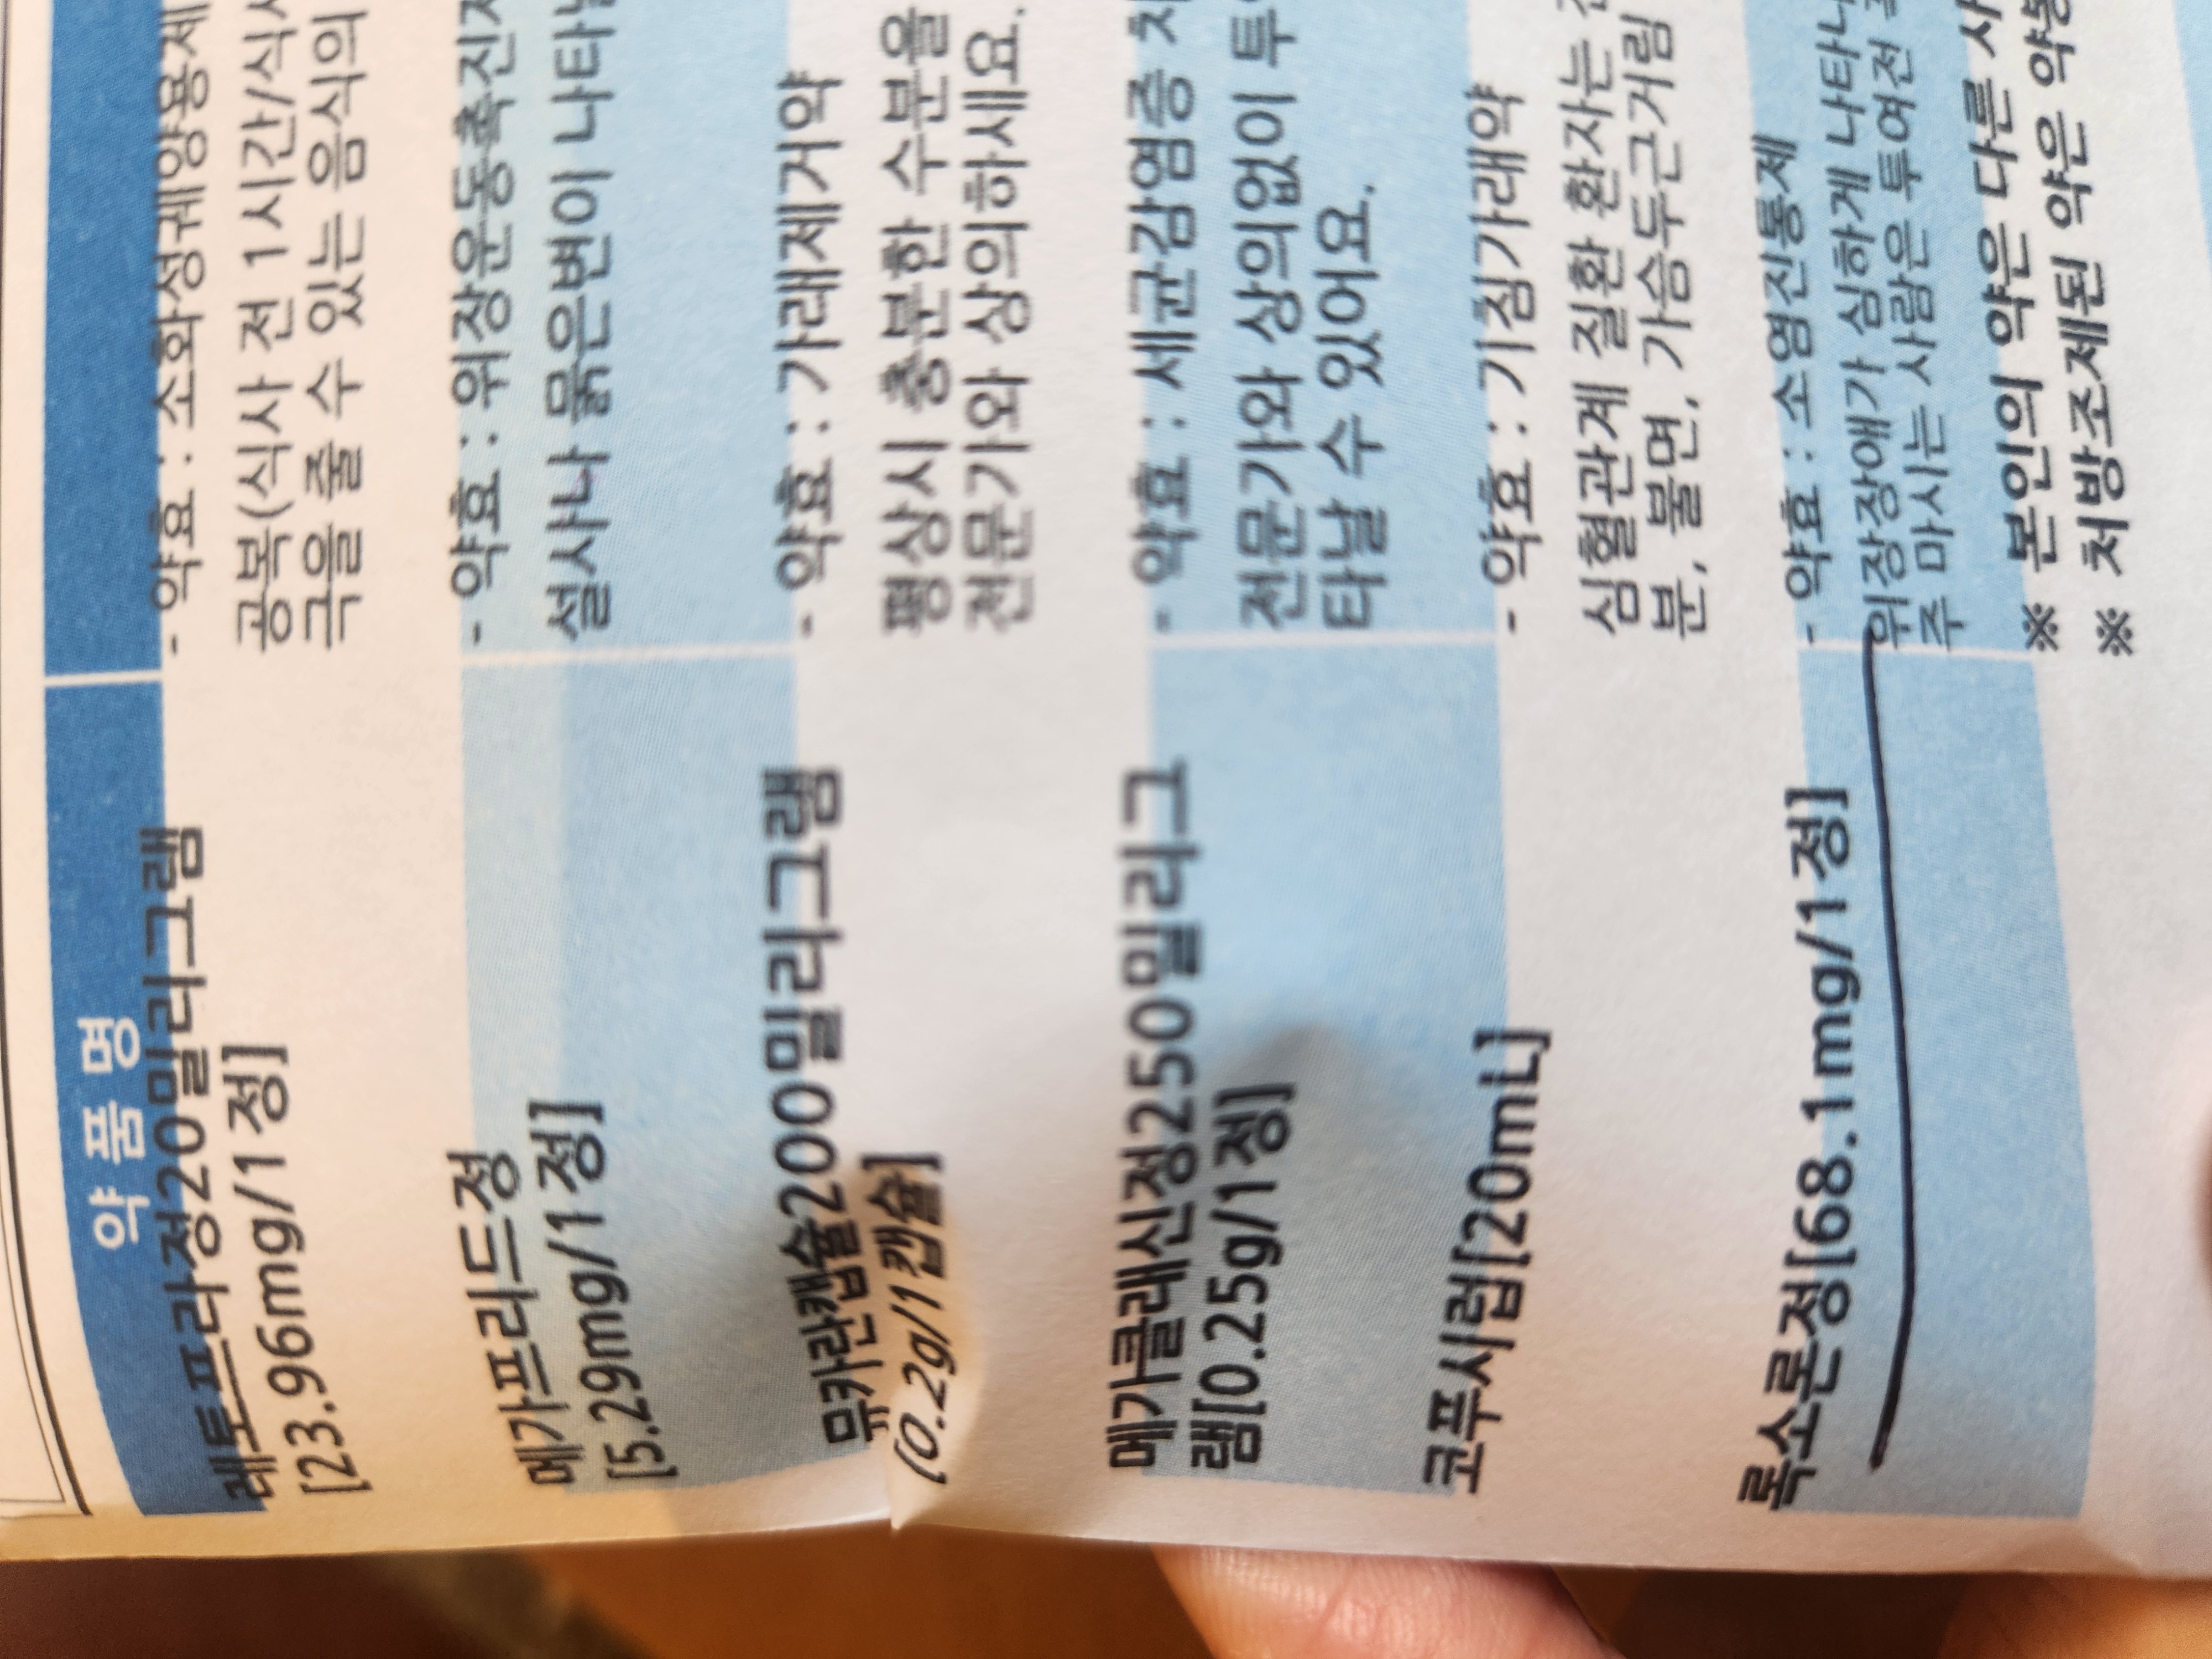 약 품 명
레토프라정20밀리그램
[23.96mg/1정]
- 약효 : 소화성궤양용제
공복(식사 전 1시간/식사
극을 줄 수 있는 음식의
메가프리드정
[5.29mg/1정]
- 약효 : 위장운동촉진제
설사나 묽은변이 나타날
뮤카란캡슐200밀리그램
[0.2g/1캡슐]
- 약효 : 가래제거약
평상시 충분한 수분을
전문가와 상의하세요.
메가클래신정250밀리그
램[0.25g/1정]
- 약효 : 세균감염증 치
전문가와 상의없이 투
타날 수 있어요.
코푸시럽[20mL]
- 약효 : 기침가래약
심혈관계 질환 환자는
분, 불면, 가슴두근거림
록소론정[68.1mg/1정]
- 약효 : 소염진통제
위장장애가 심하게 나타나
주 마시는 사람은 투여전
※ 본인의 약은 다른 사
※ 처방조제된 약은 약봉